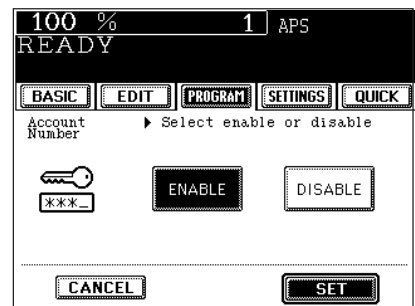 100 % 1 APS
READY
BASIC EDIT PROGRAM SETTINGS QUICK
Account Number
▶ Select enable or disable
***_
ENABLE DISABLE
CANCEL SET